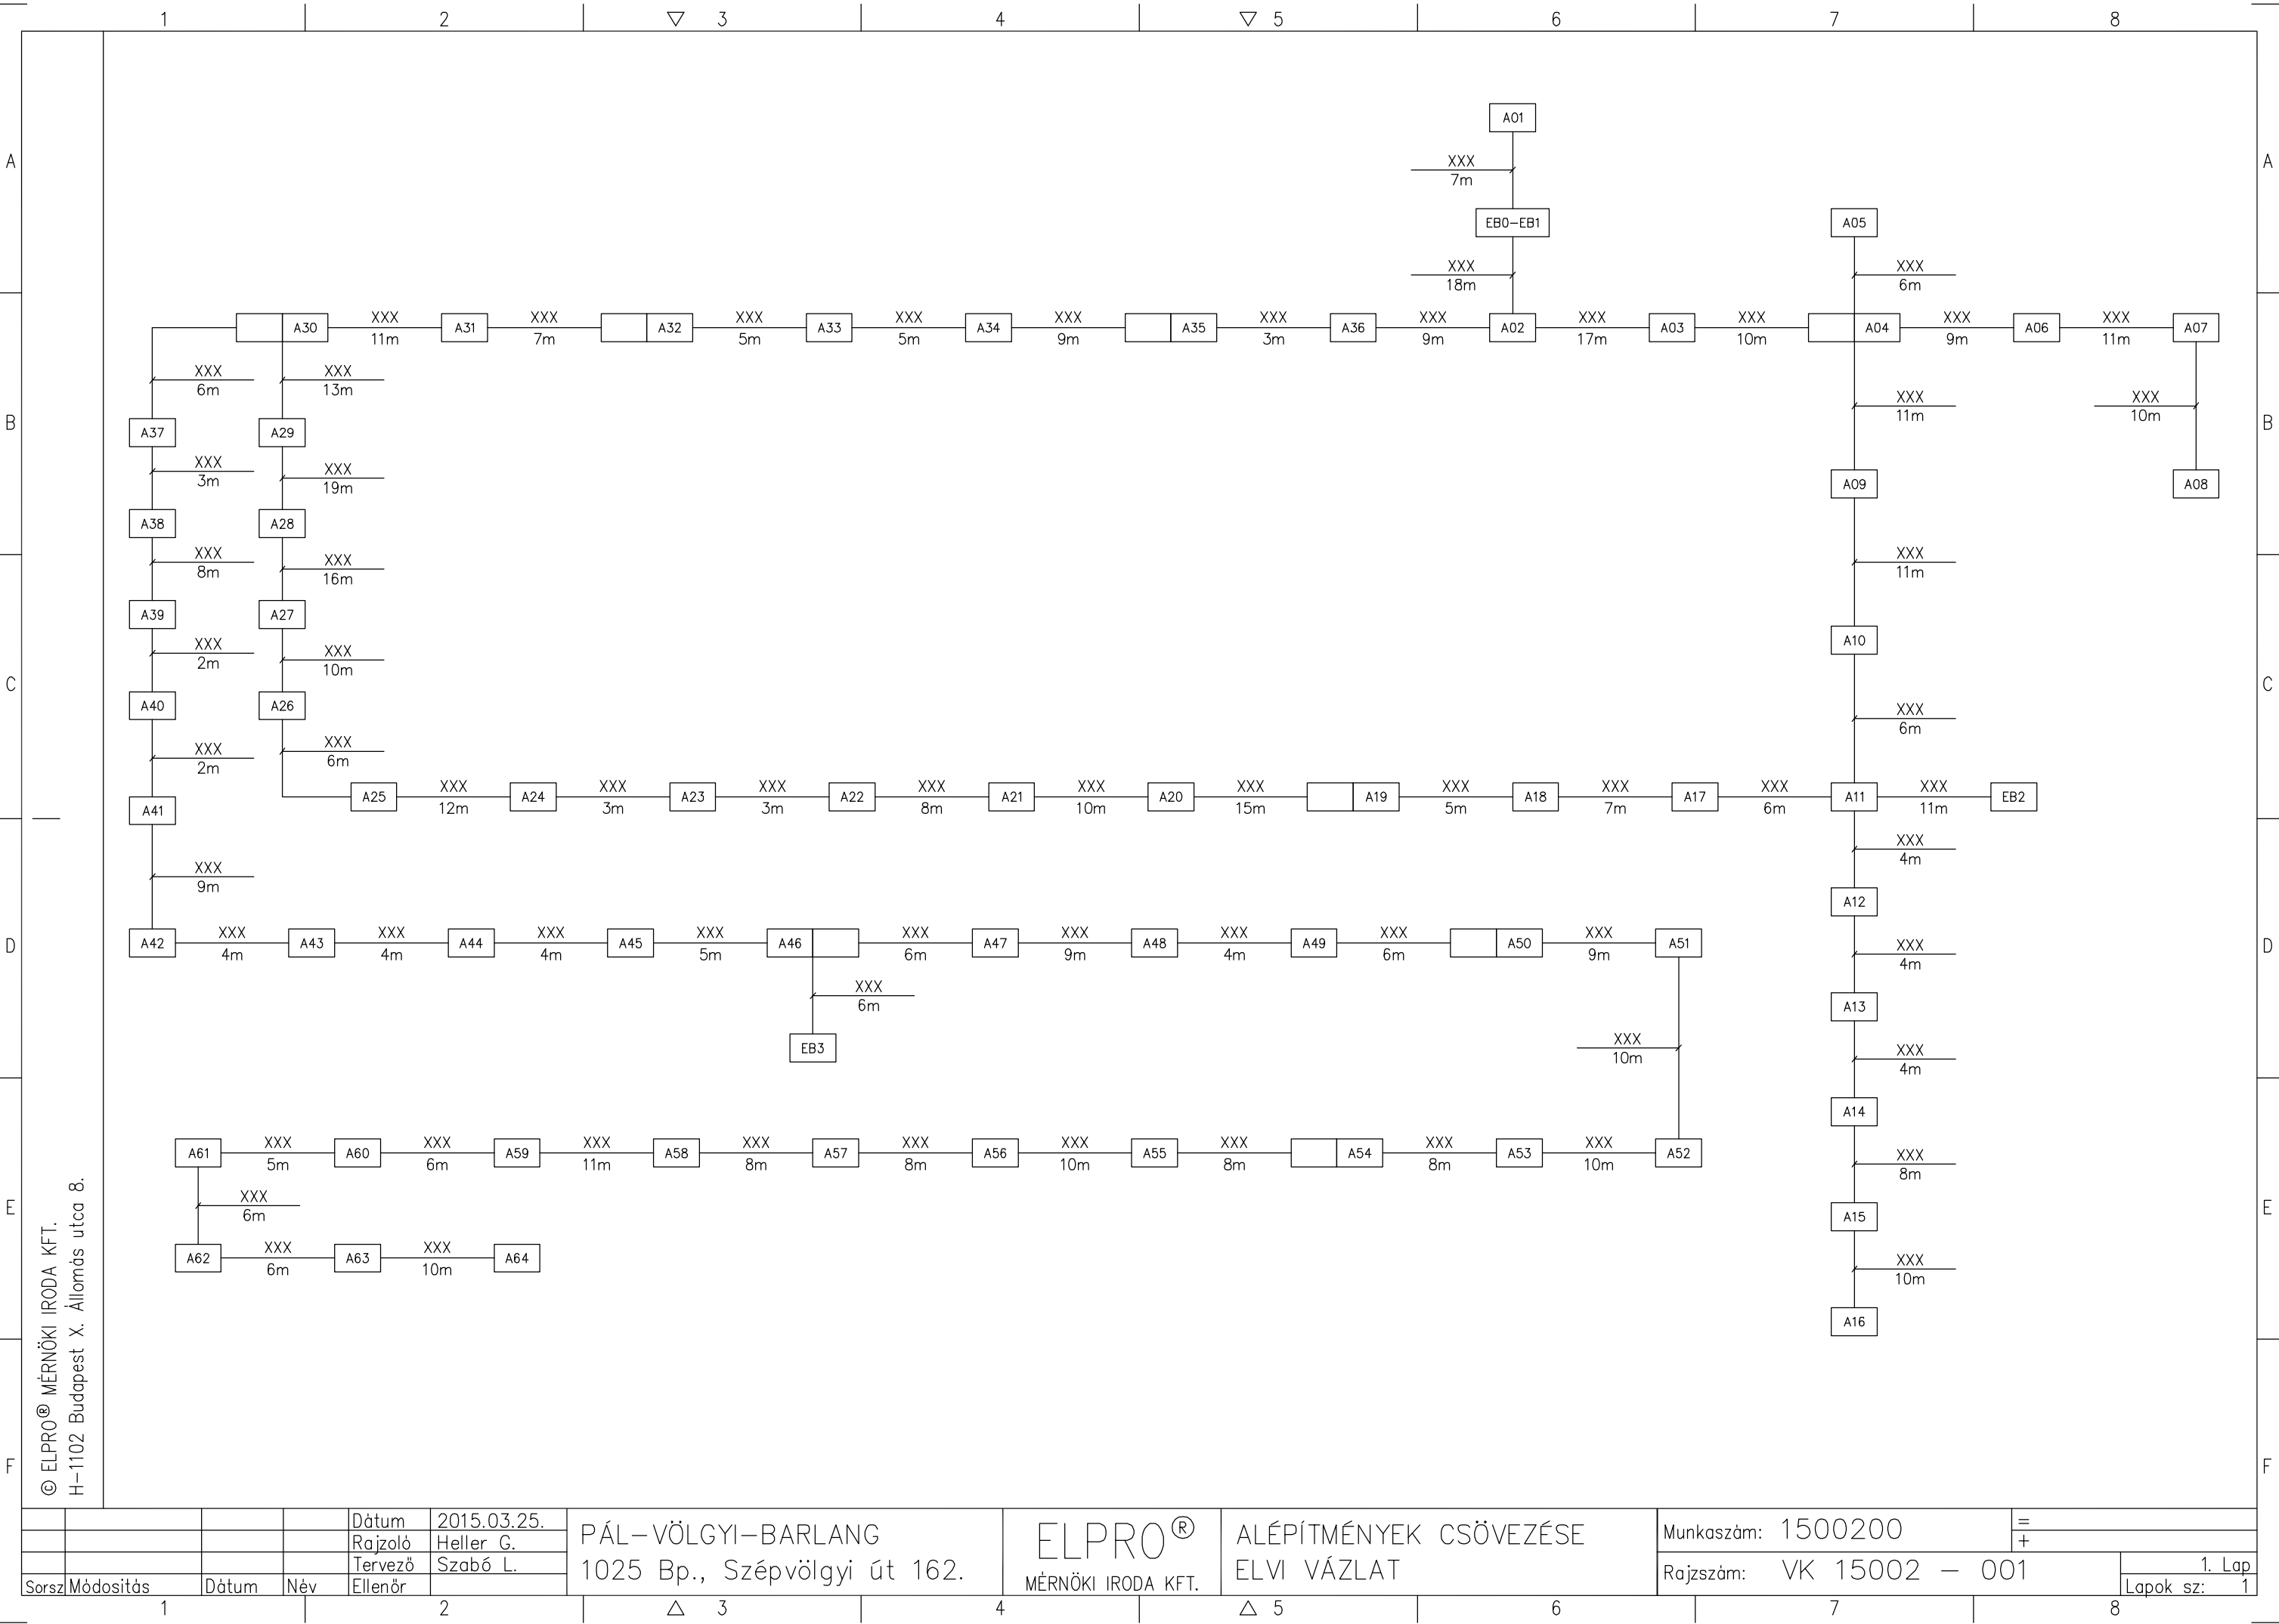 1 2 3 4 5 6 7 8
A01
A XXX A
7m
EB0-EB1 A05
XXX XXX
18m 6m
XXX XXX XXX XXX XXX XXX XXX XXX XXX XXX XXX
A30 A31 A32 A33 A34 A35 A36 A02 A03 A04 A06 A07
11m 7m 5m 5m 9m 3m 9m 17m 10m 9m 11m
XXX XXX
6m 13m
XXX XXX
11m 10m
B A37 A29 B
XXX XXX
3m 19m
A09 A08
A38 A28
XXX XXX XXX
8m 16m 11m
A39 A27
A10
XXX XXX
2m 10m
C C
A40 A26
XXX
6m
XXX XXX
2m 6m
XXX XXX XXX XXX XXX XXX XXX XXX XXX XXX
A25 A24 A23 A22 A21 A20 A19 A18 A17 A11 EB2
12m 3m 3m 8m 10m 15m 5m 7m 6m 11m
A41
XXX
4m
XXX
9m
A12
XXX XXX XXX XXX XXX XXX XXX XXX XXX
D A42 A43 A44 A45 A46 A47 A48 A49 A50 A51 D
4m 4m 4m 5m 6m 9m 4m 6m 9m
XXX
4m
XXX
6m
A13
EB3
XXX
10m
XXX
4m
A14
XXX XXX XXX XXX XXX XXX XXX XXX XXX
A61 A60 A59 A58 A57 A56 A55 A54 A53 A52
5m 6m 11m 8m 8m 10m 8m 8m 10m
XXX
8m
XXX
6m
E A15 E
XXX XXX
A62 A63 A64
6m 10m
XXX
10m
A16
F F
© ELPRO® MÉRNÖKI IRODA KFT.
H-1102 Budapest X. Állomás utca 8.
Dátum 2015.03.25.
Rajzoló Heller G.
Tervező Szabó L.
Sorsz Módosítás Dátum Név Ellenőr
PÁL-VÖLGYI-BARLANG
1025 Bp., Szépvölgyi út 162.
ELPRO®
MÉRNÖKI IRODA KFT.
ALÉPÍTMÉNYEK CSÖVEZÉSE
ELVI VÁZLAT
Munkaszám: 1500200
=
+
Rajzszám: VK 15002 - 001
1. Lap
Lapok sz: 1
1 2 3 4 5 6 7 8